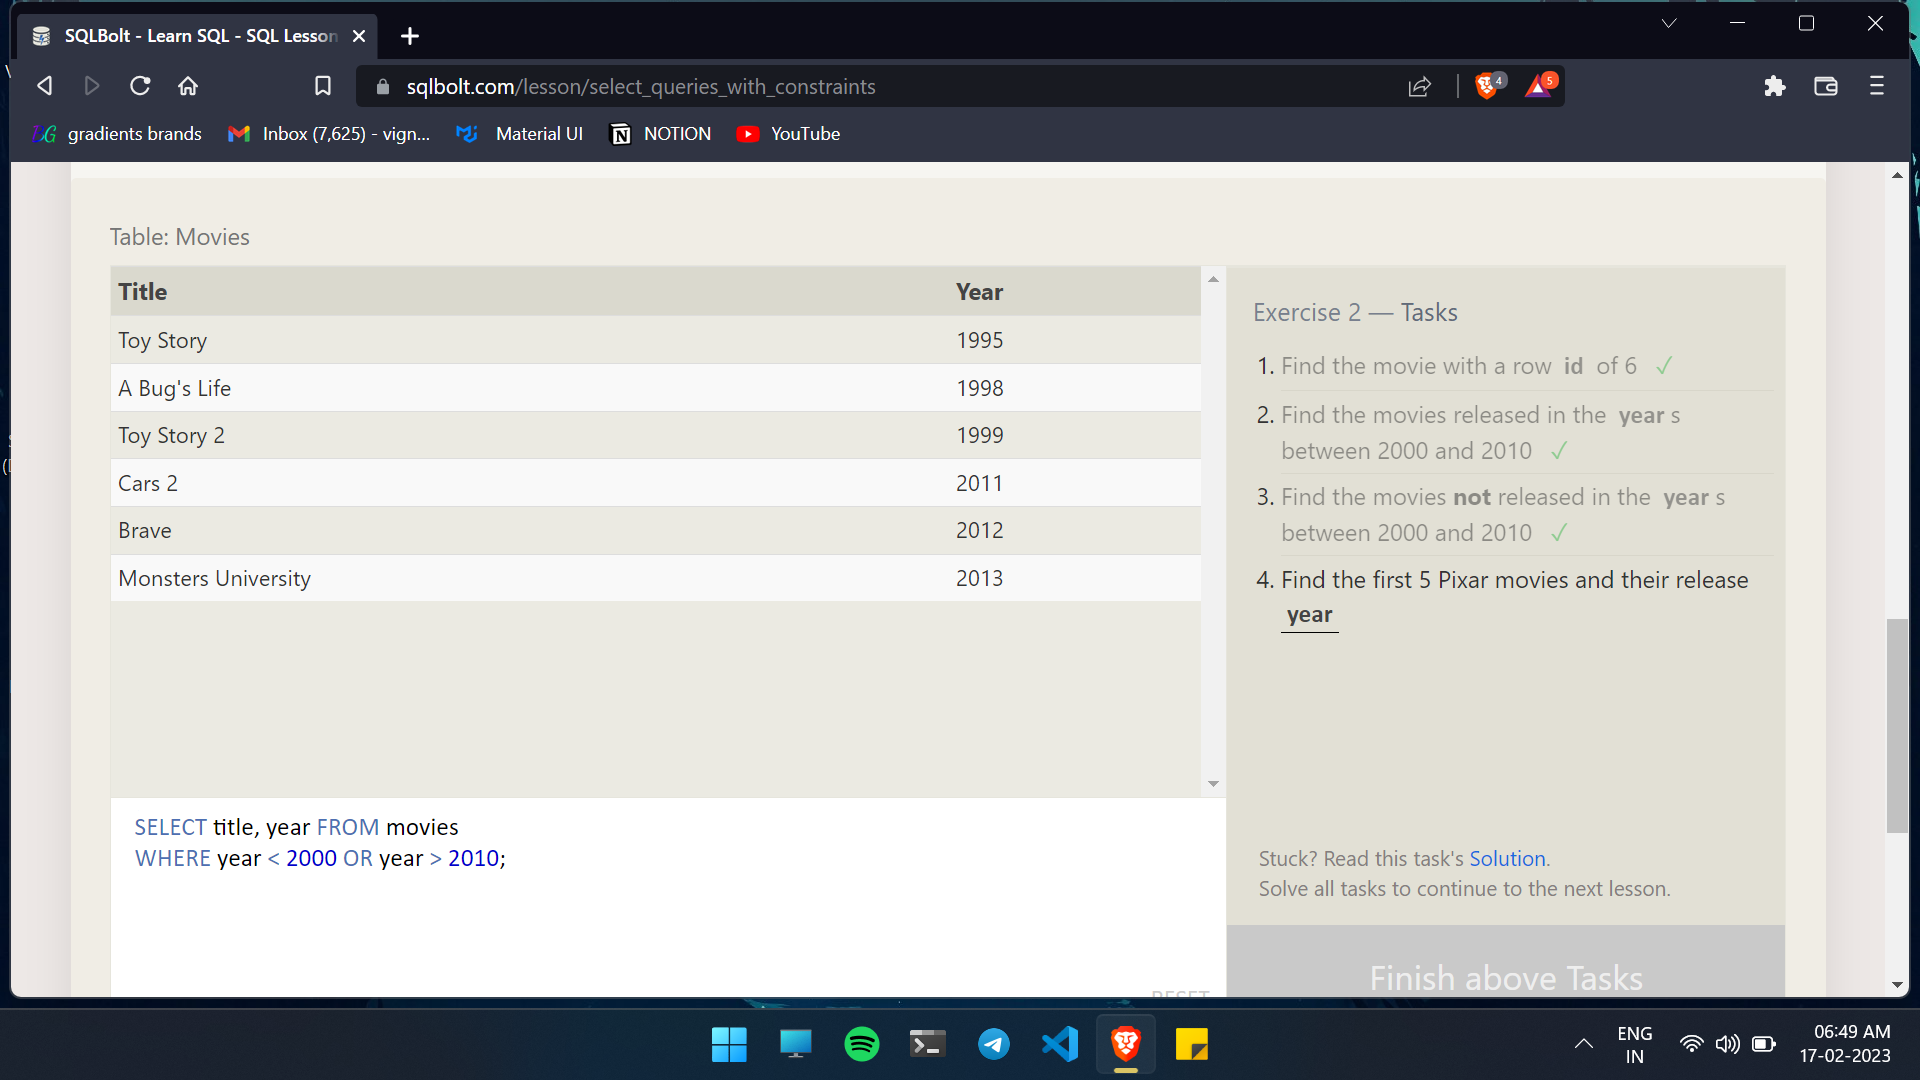 SQLBolt - Learn SQL - SQL Lesson
sqlbolt.com/lesson/select_queries_with_constraints
4
5
BG gradients brands
Inbox (7,625) - vign...
Material UI
NOTION
YouTube
Table: Movies
Title Year
Toy Story 1995
A Bug's Life 1998
Toy Story 2 1999
Cars 2 2011
Brave 2012
Monsters University 2013
Exercise 2 — Tasks
1. Find the movie with a row id of 6 ✓
2. Find the movies released in the year s
between 2000 and 2010 ✓
3. Find the movies not released in the year s
between 2000 and 2010 ✓
4. Find the first 5 Pixar movies and their release
year
SELECT title, year FROM movies
WHERE year < 2000 OR year > 2010;
RESET
Stuck? Read this task's Solution.
Solve all tasks to continue to the next lesson.
Finish above Tasks
ENG
IN
06:49 AM
17-02-2023